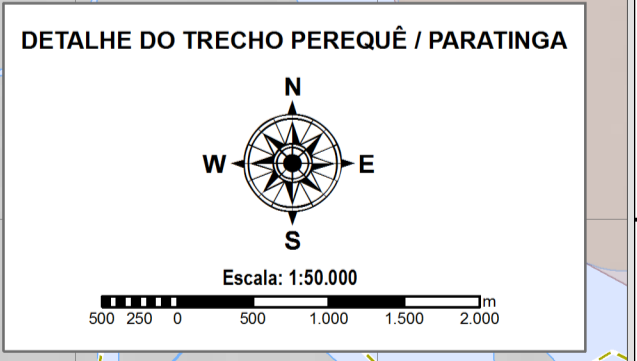 DETALHE DO TRECHO PEREQUÊ / PARATINGA
N
W E
S
Escala: 1:50.000
m
500 250 0 500 1.000 1.500 2.000